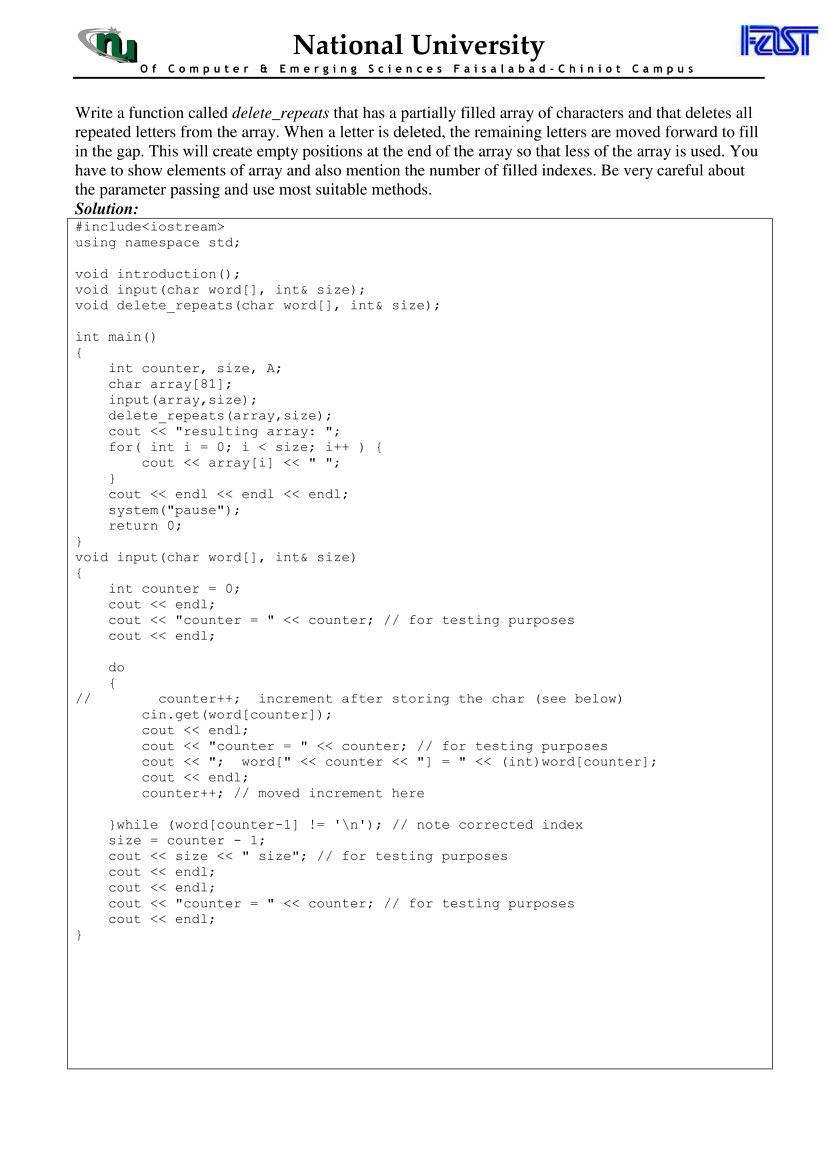 nu
National University
FAST
Of Computer & Emerging Sciences Faisalabad-Chiniot Campus
Write a function called delete_repeats that has a partially filled array of characters and that deletes all
repeated letters from the array. When a letter is deleted, the remaining letters are moved forward to fill
in the gap. This will create empty positions at the end of the array so that less of the array is used. You
have to show elements of array and also mention the number of filled indexes. Be very careful about
the parameter passing and use most suitable methods.
Solution:
#include<iostream>
using namespace std;
void introduction();
void input(char word[], int& size);
void delete_repeats(char word[], int& size);
int main()
{
    int counter, size, A;
    char array[81];
    input(array,size);
    delete_repeats(array,size);
    cout << "resulting array: ";
    for( int i = 0; i < size; i++ ) {
        cout << array[i] << " ";
    }
    cout << endl << endl << endl;
    system("pause");
    return 0;
}
void input(char word[], int& size)
{
    int counter = 0;
    cout << endl;
    cout << "counter = " << counter; // for testing purposes
    cout << endl;
    do
    {
//        counter++;  increment after storing the char (see below)
        cin.get(word[counter]);
        cout << endl;
        cout << "counter = " << counter; // for testing purposes
        cout << ";  word[" << counter << "] = " << (int)word[counter];
        cout << endl;
        counter++; // moved increment here
    }while (word[counter-1] != '\n'); // note corrected index
    size = counter - 1;
    cout << size << " size"; // for testing purposes
    cout << endl;
    cout << endl;
    cout << "counter = " << counter; // for testing purposes
    cout << endl;
}